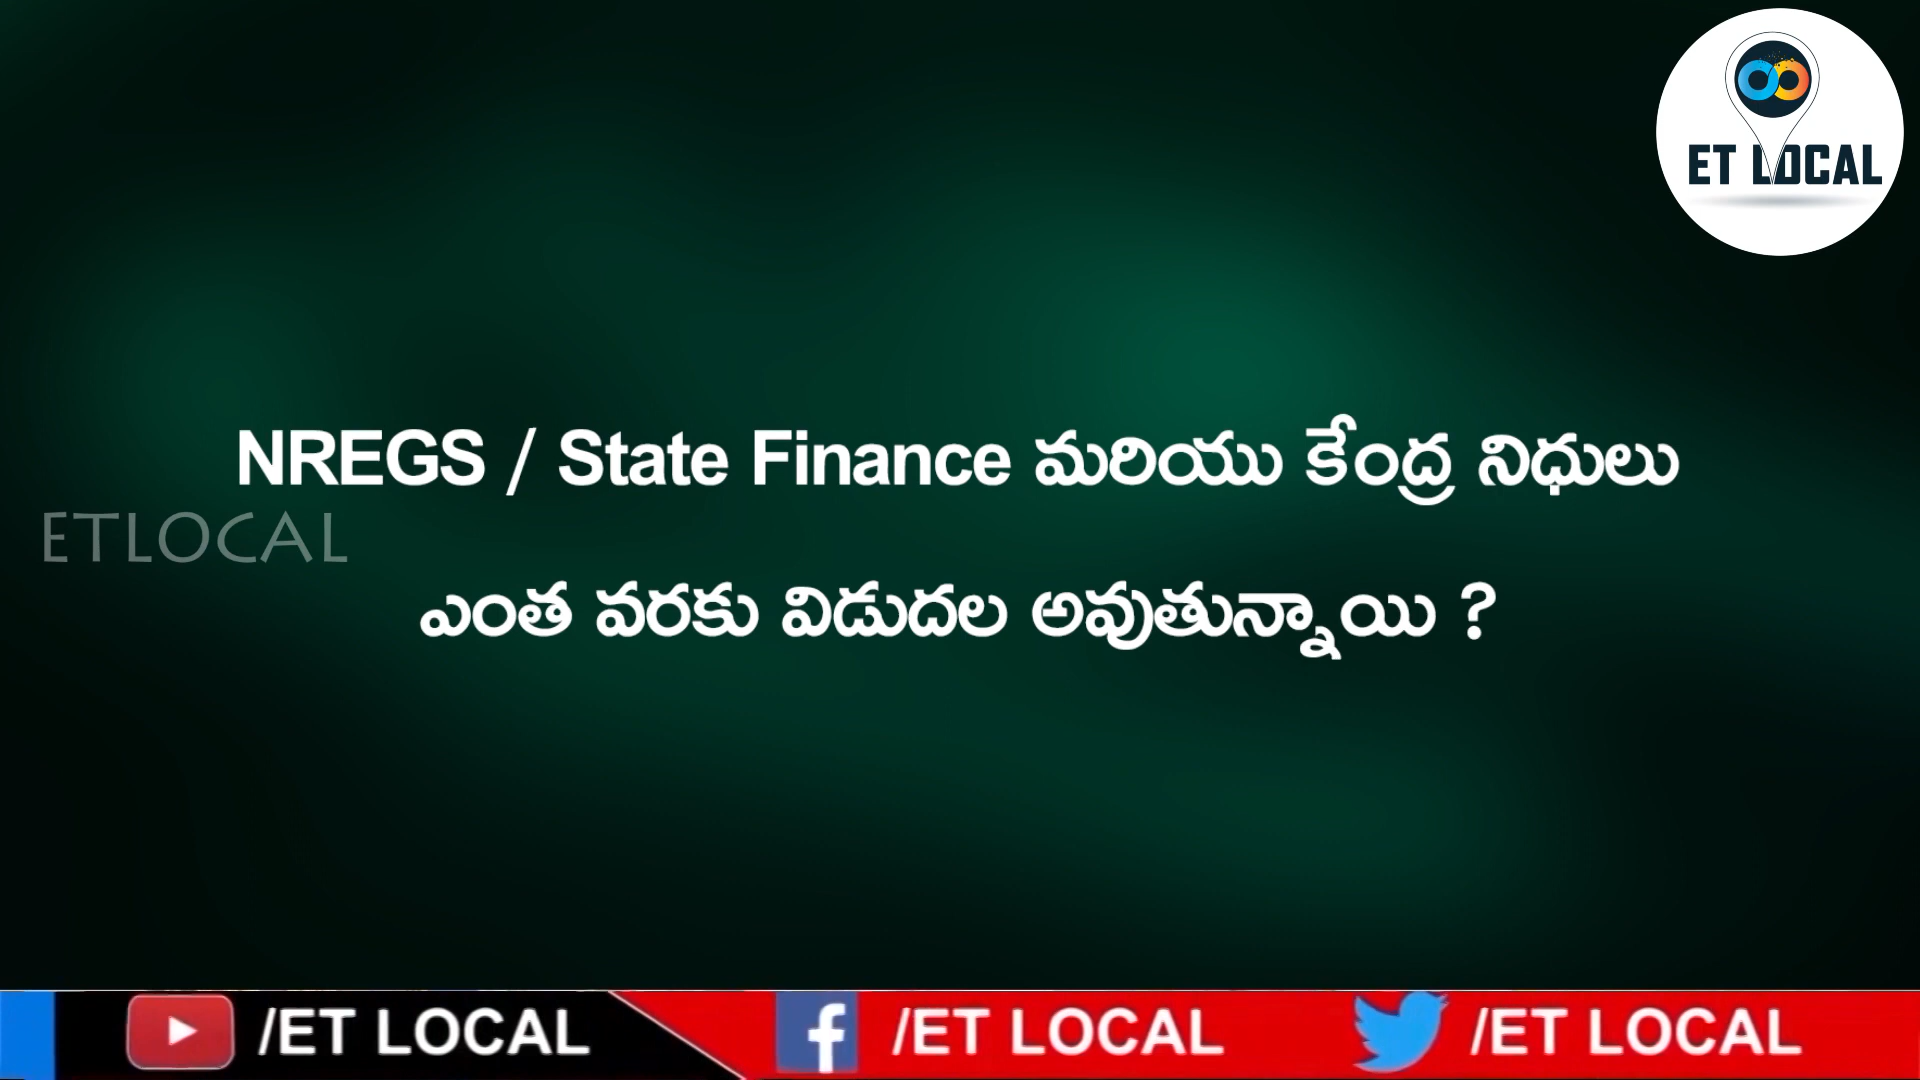 ET LOCAL
NREGS / State Finance మరియు కేంద్ర నిధులు
ETLOCAL
ఎంత వరకు విడుదల అవుతున్నాయి ?
/ET LOCAL /ET LOCAL /ET LOCAL